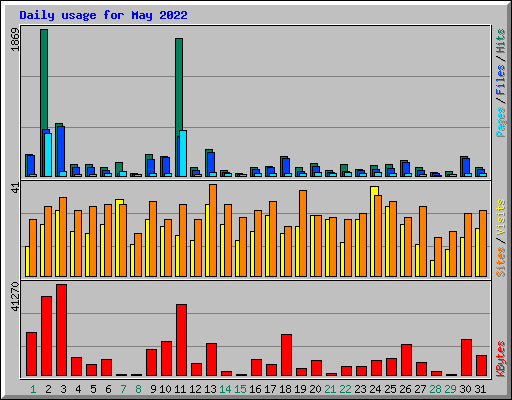 Daily usage for May 2022
1869
Pages / Files / Hits
41
Sites / Visits
41270
KBytes
1 2 3 4 5 6 7 8 9 10 11 12 13 14 15 16 17 18 19 20 21 22 23 24 25 26 27 28 29 30 31